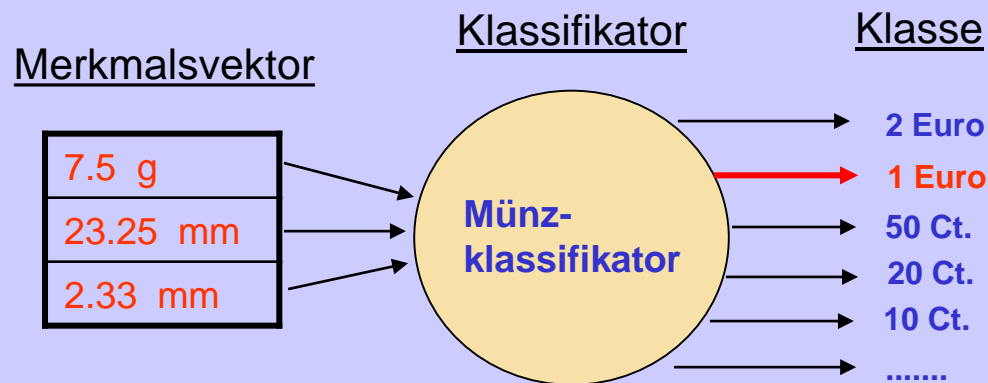 Merkmalsvektor
7.5 g
23.25 mm
2.33 mm
Klassifikator
Münz-
klassifikator
Klasse
2 Euro
1 Euro
50 Ct.
20 Ct.
10 Ct.
.......